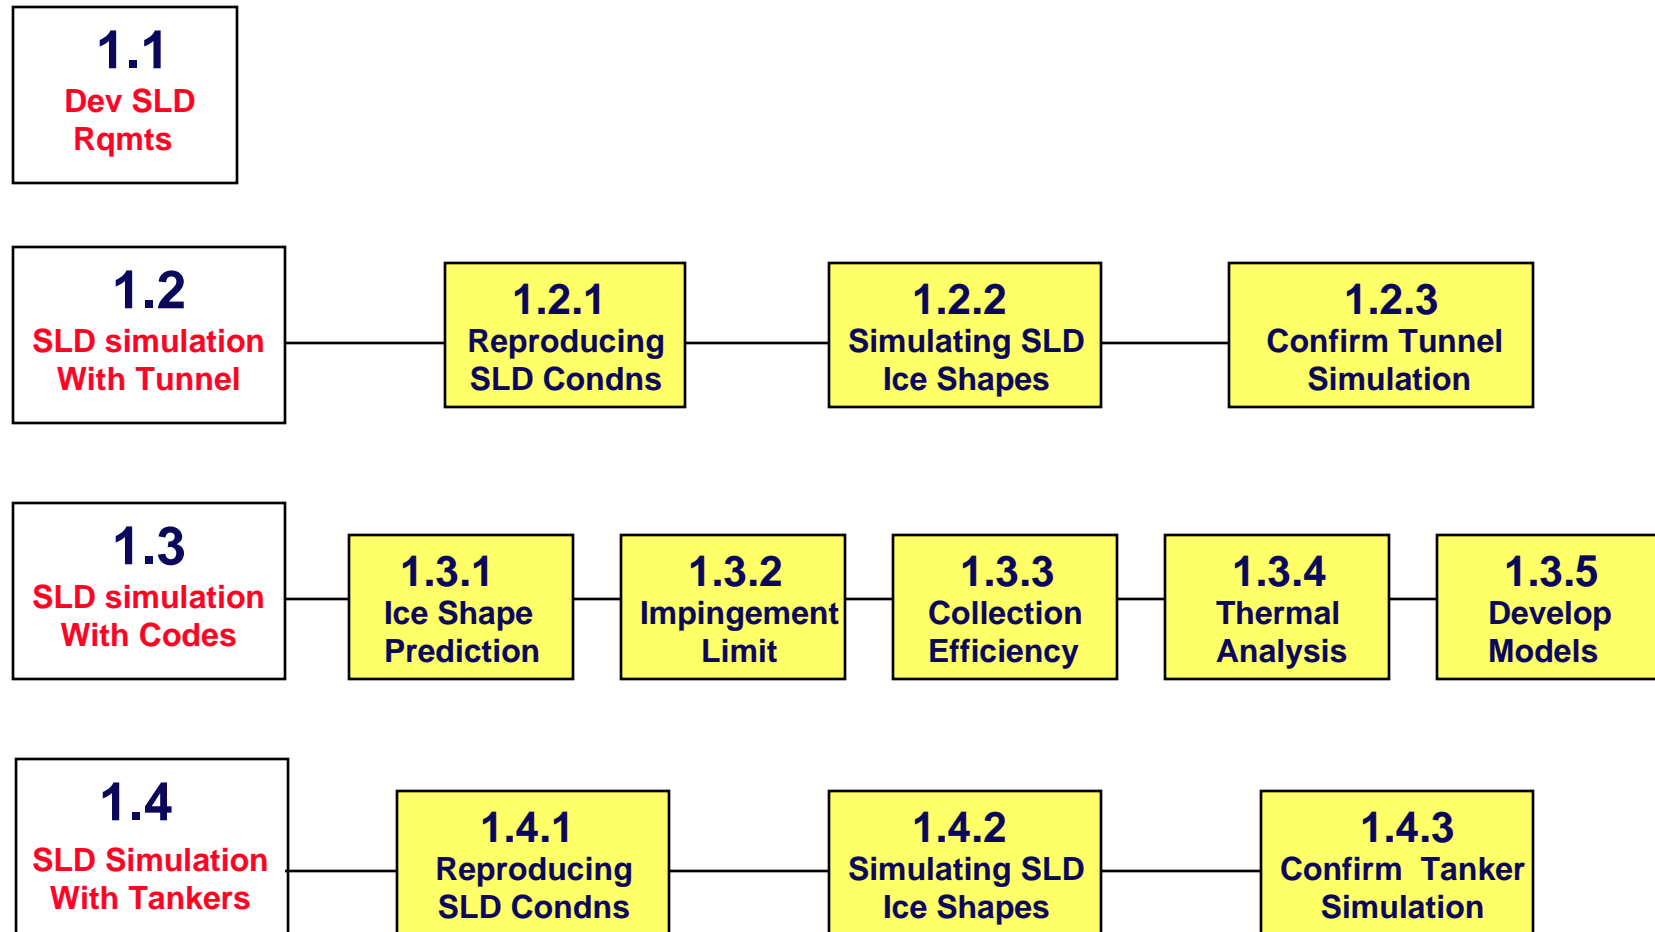 1.1
Dev SLD
Rqmts
1.2
SLD simulation
With Tunnel
1.2.1
Reproducing
SLD Condns
1.2.2
Simulating SLD
Ice Shapes
1.2.3
Confirm Tunnel
Simulation
1.3
SLD simulation
With Codes
1.3.1
Ice Shape
Prediction
1.3.2
Impingement
Limit
1.3.3
Collection
Efficiency
1.3.4
Thermal
Analysis
1.3.5
Develop
Models
1.4
SLD Simulation
With Tankers
1.4.1
Reproducing
SLD Condns
1.4.2
Simulating SLD
Ice Shapes
1.4.3
Confirm Tanker
Simulation